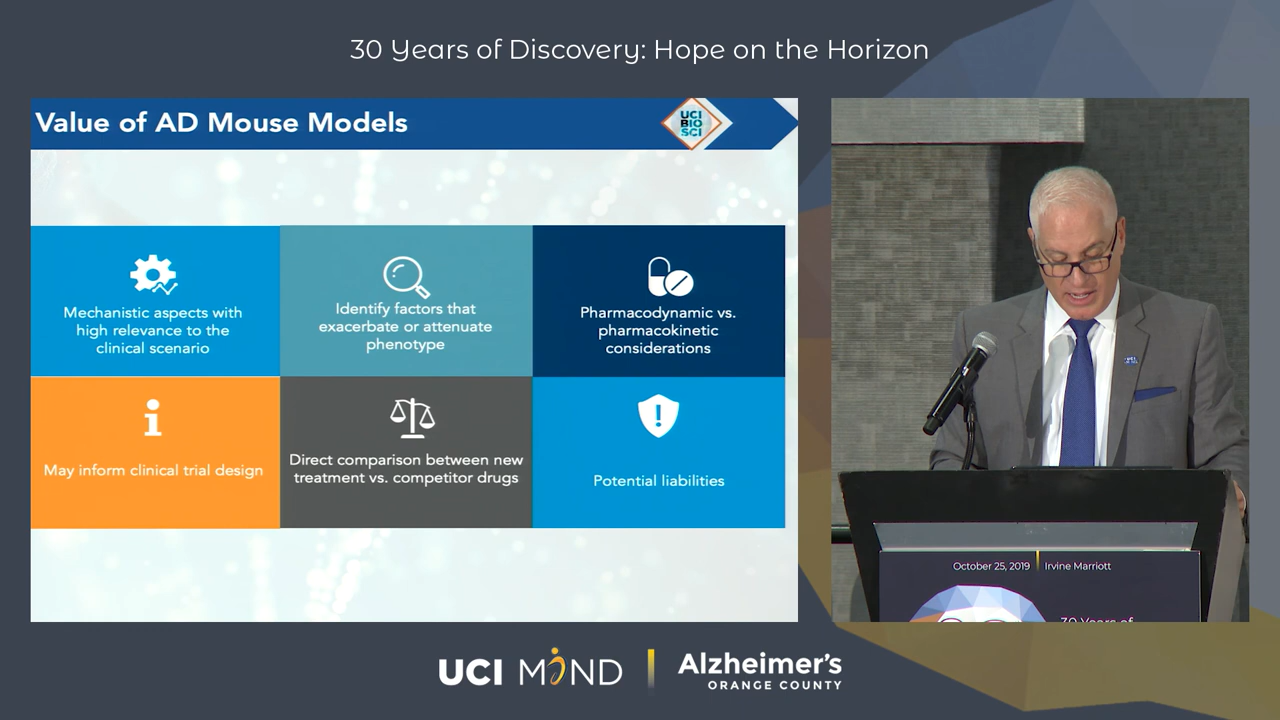 30 Years of Discovery: Hope on the Horizon
Value of AD Mouse Models
UCI
BIO
SCI
Mechanistic aspects with
high relevance to the
clinical scenario
Identify factors that
exacerbate or attenuate
phenotype
Pharmacodynamic vs.
pharmacokinetic
considerations
May inform clinical trial design
Direct comparison between new
treatment vs. competitor drugs
Potential liabilities
October 25, 2019 | Irvine Marriott
30 Years of
UCI MIND
Alzheimer's
ORANGE COUNTY